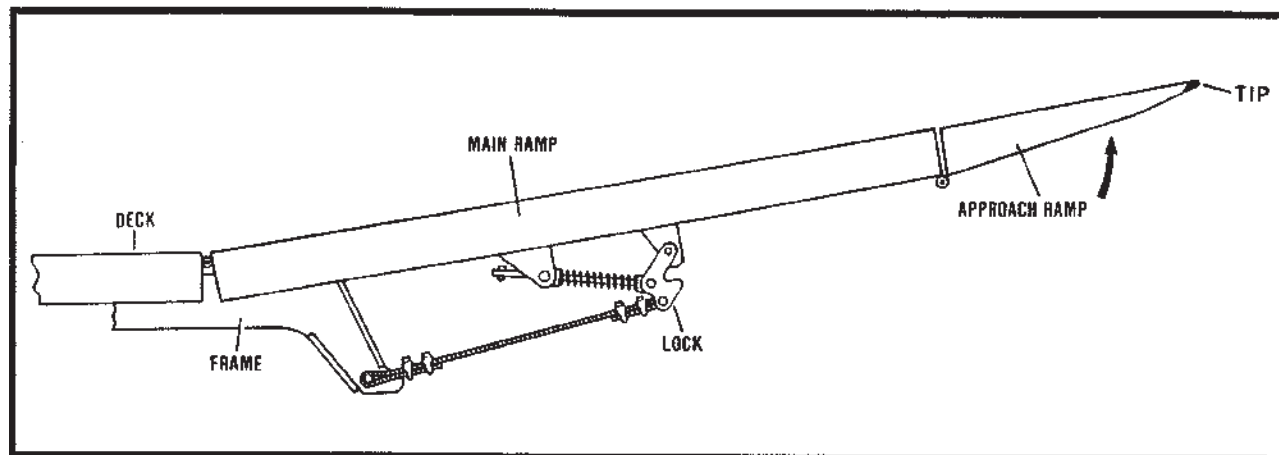 TIP
MAIN RAMP
APPROACH RAMP
DECK
LOCK
FRAME